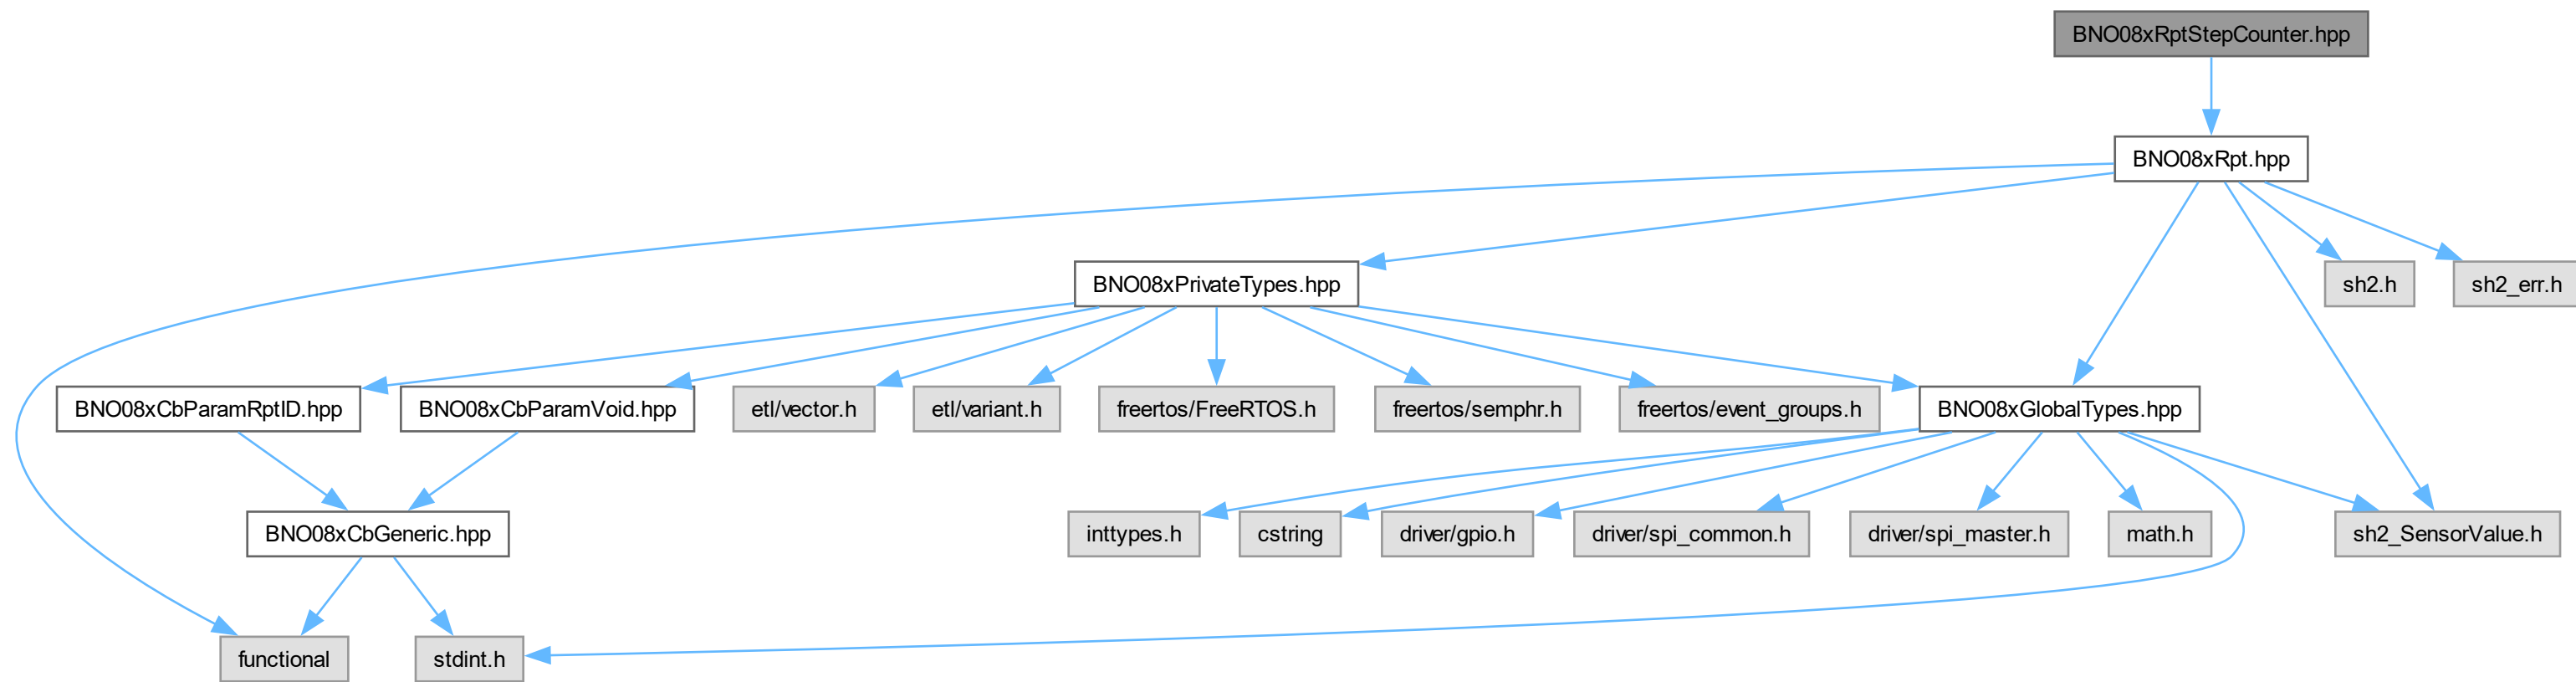 BNO08xRptStepCounter.hpp
BNO08xRpt.hpp
BNO08xPrivateTypes.hpp
sh2.h
sh2_err.h
BNO08xCbParamRptID.hpp
BNO08xCbParamVoid.hpp
etl/vector.h
etl/variant.h
freertos/FreeRTOS.h
freertos/semphr.h
freertos/event_groups.h
BNO08xGlobalTypes.hpp
BNO08xCbGeneric.hpp
inttypes.h
cstring
driver/gpio.h
driver/spi_common.h
driver/spi_master.h
math.h
sh2_SensorValue.h
functional
stdint.h